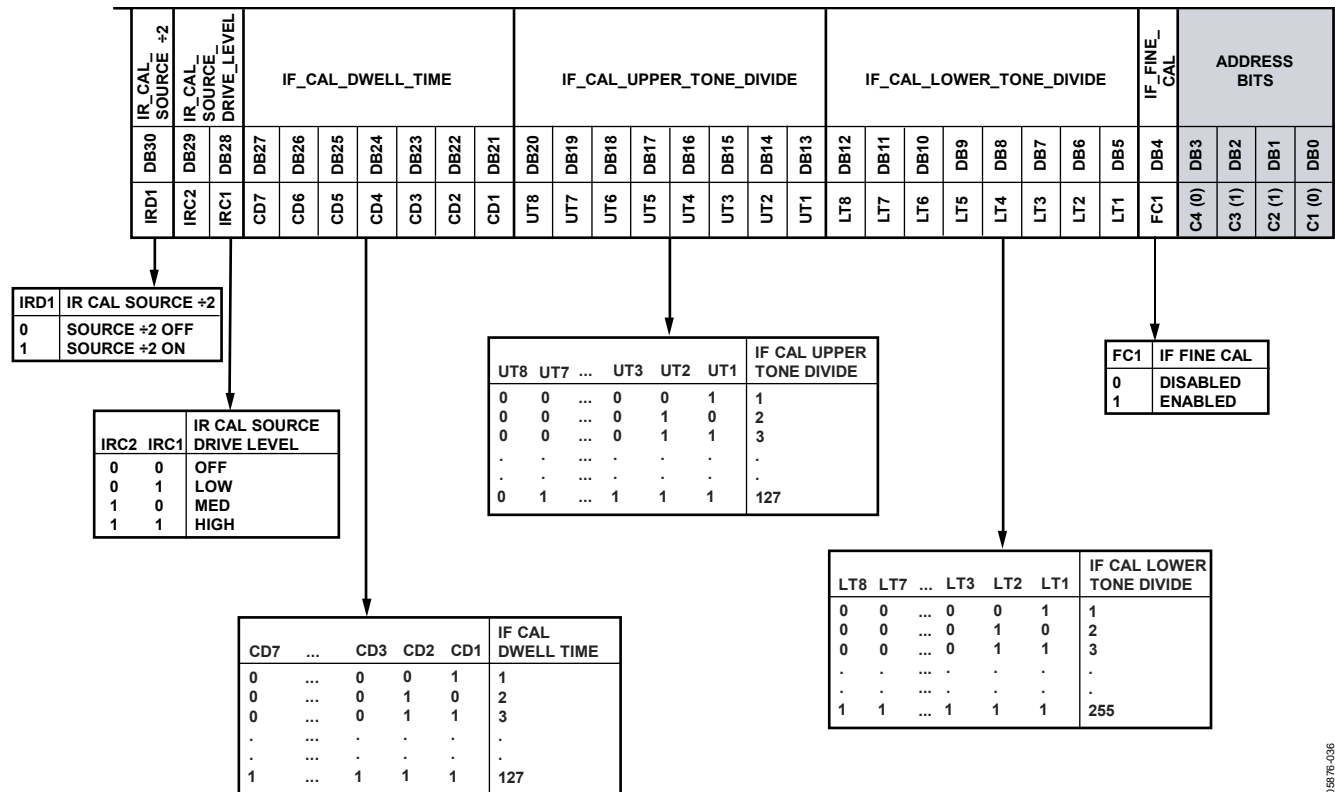 IR_CAL_
SOURCE ÷2
IR_CAL_
SOURCE_
DRIVE_LEVEL
IF_CAL_DWELL_TIME
IF_CAL_UPPER_TONE_DIVIDE
IF_CAL_LOWER_TONE_DIVIDE
IF_FINE_
CAL
ADDRESS
BITS
DB30 DB29 DB28 DB27 DB26 DB25 DB24 DB23 DB22 DB21 DB20 DB19 DB18 DB17 DB16 DB15 DB14 DB13 DB12 DB11 DB10 DB9 DB8 DB7 DB6 DB5 DB4 DB3 DB2 DB1 DB0
IRD1 IRC2 IRC1 CD7 CD6 CD5 CD4 CD3 CD2 CD1 UT8 UT7 UT6 UT5 UT4 UT3 UT2 UT1 LT8 LT7 LT6 LT5 LT4 LT3 LT2 LT1 FC1 C4 (0) C3 (1) C2 (1) C1 (0)
IRD1 IR CAL SOURCE ÷2
0 SOURCE ÷2 OFF
1 SOURCE ÷2 ON
IRC2 IRC1 IR CAL SOURCE
DRIVE LEVEL
0 0 OFF
0 1 LOW
1 0 MED
1 1 HIGH
UT8 UT7 ... UT3 UT2 UT1 IF CAL UPPER
TONE DIVIDE
0 0 ... 0 0 1 1
0 0 ... 0 1 0 2
0 0 ... 0 1 1 3
. . ... . . . .
. . ... . . . .
0 1 ... 1 1 1 127
FC1 IF FINE CAL
0 DISABLED
1 ENABLED
LT8 LT7 ... LT3 LT2 LT1 IF CAL LOWER
TONE DIVIDE
0 0 ... 0 0 1 1
0 0 ... 0 1 0 2
0 0 ... 0 1 1 3
. . ... . . . .
. . ... . . . .
1 1 ... 1 1 1 255
CD7 ... CD3 CD2 CD1 IF CAL
DWELL TIME
0 ... 0 0 1 1
0 ... 0 1 0 2
0 ... 0 1 1 3
. ... . . . .
. ... . . . .
1 ... 1 1 1 127
05876-036